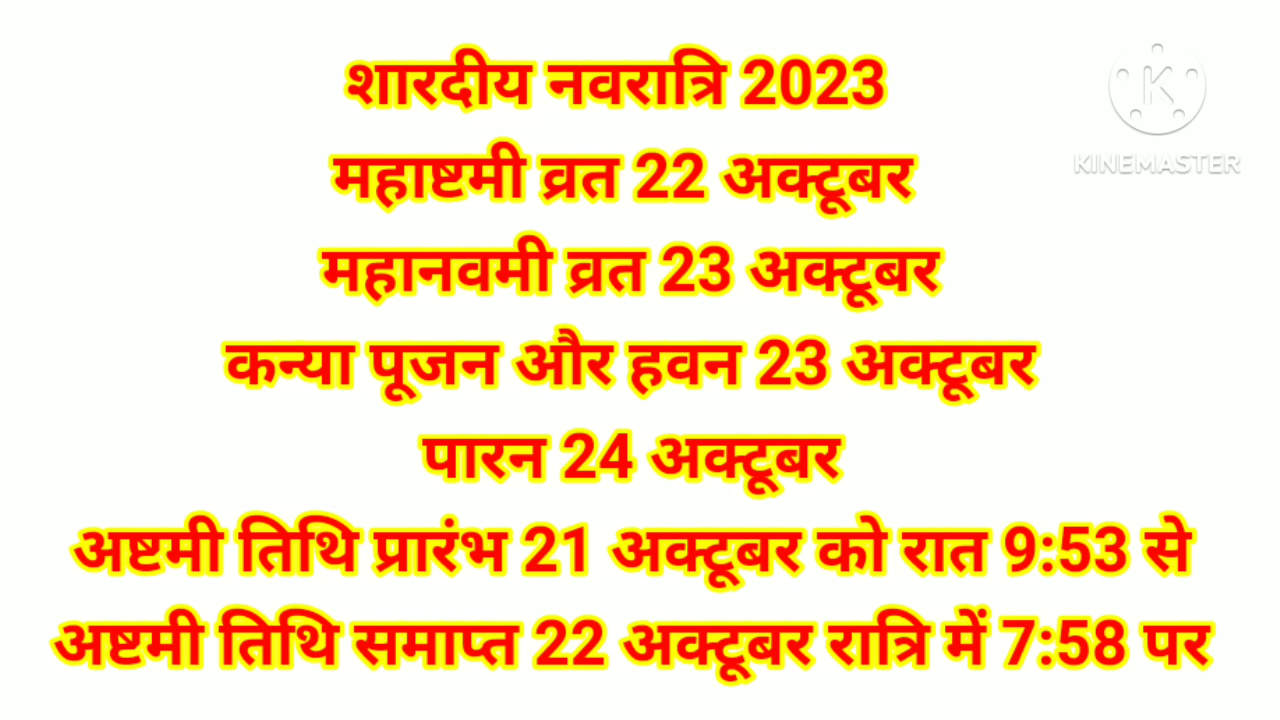 शारदीय नवरात्रि 2023
महाष्टमी व्रत 22 अक्टूबर
महानवमी व्रत 23 अक्टूबर
कन्या पूजन और हवन 23 अक्टूबर
पारन 24 अक्टूबर
अष्टमी तिथि प्रारंभ 21 अक्टूबर को रात 9:53 से
अष्टमी तिथि समाप्त 22 अक्टूबर रात्रि में 7:58 पर
K
KINEMASTER